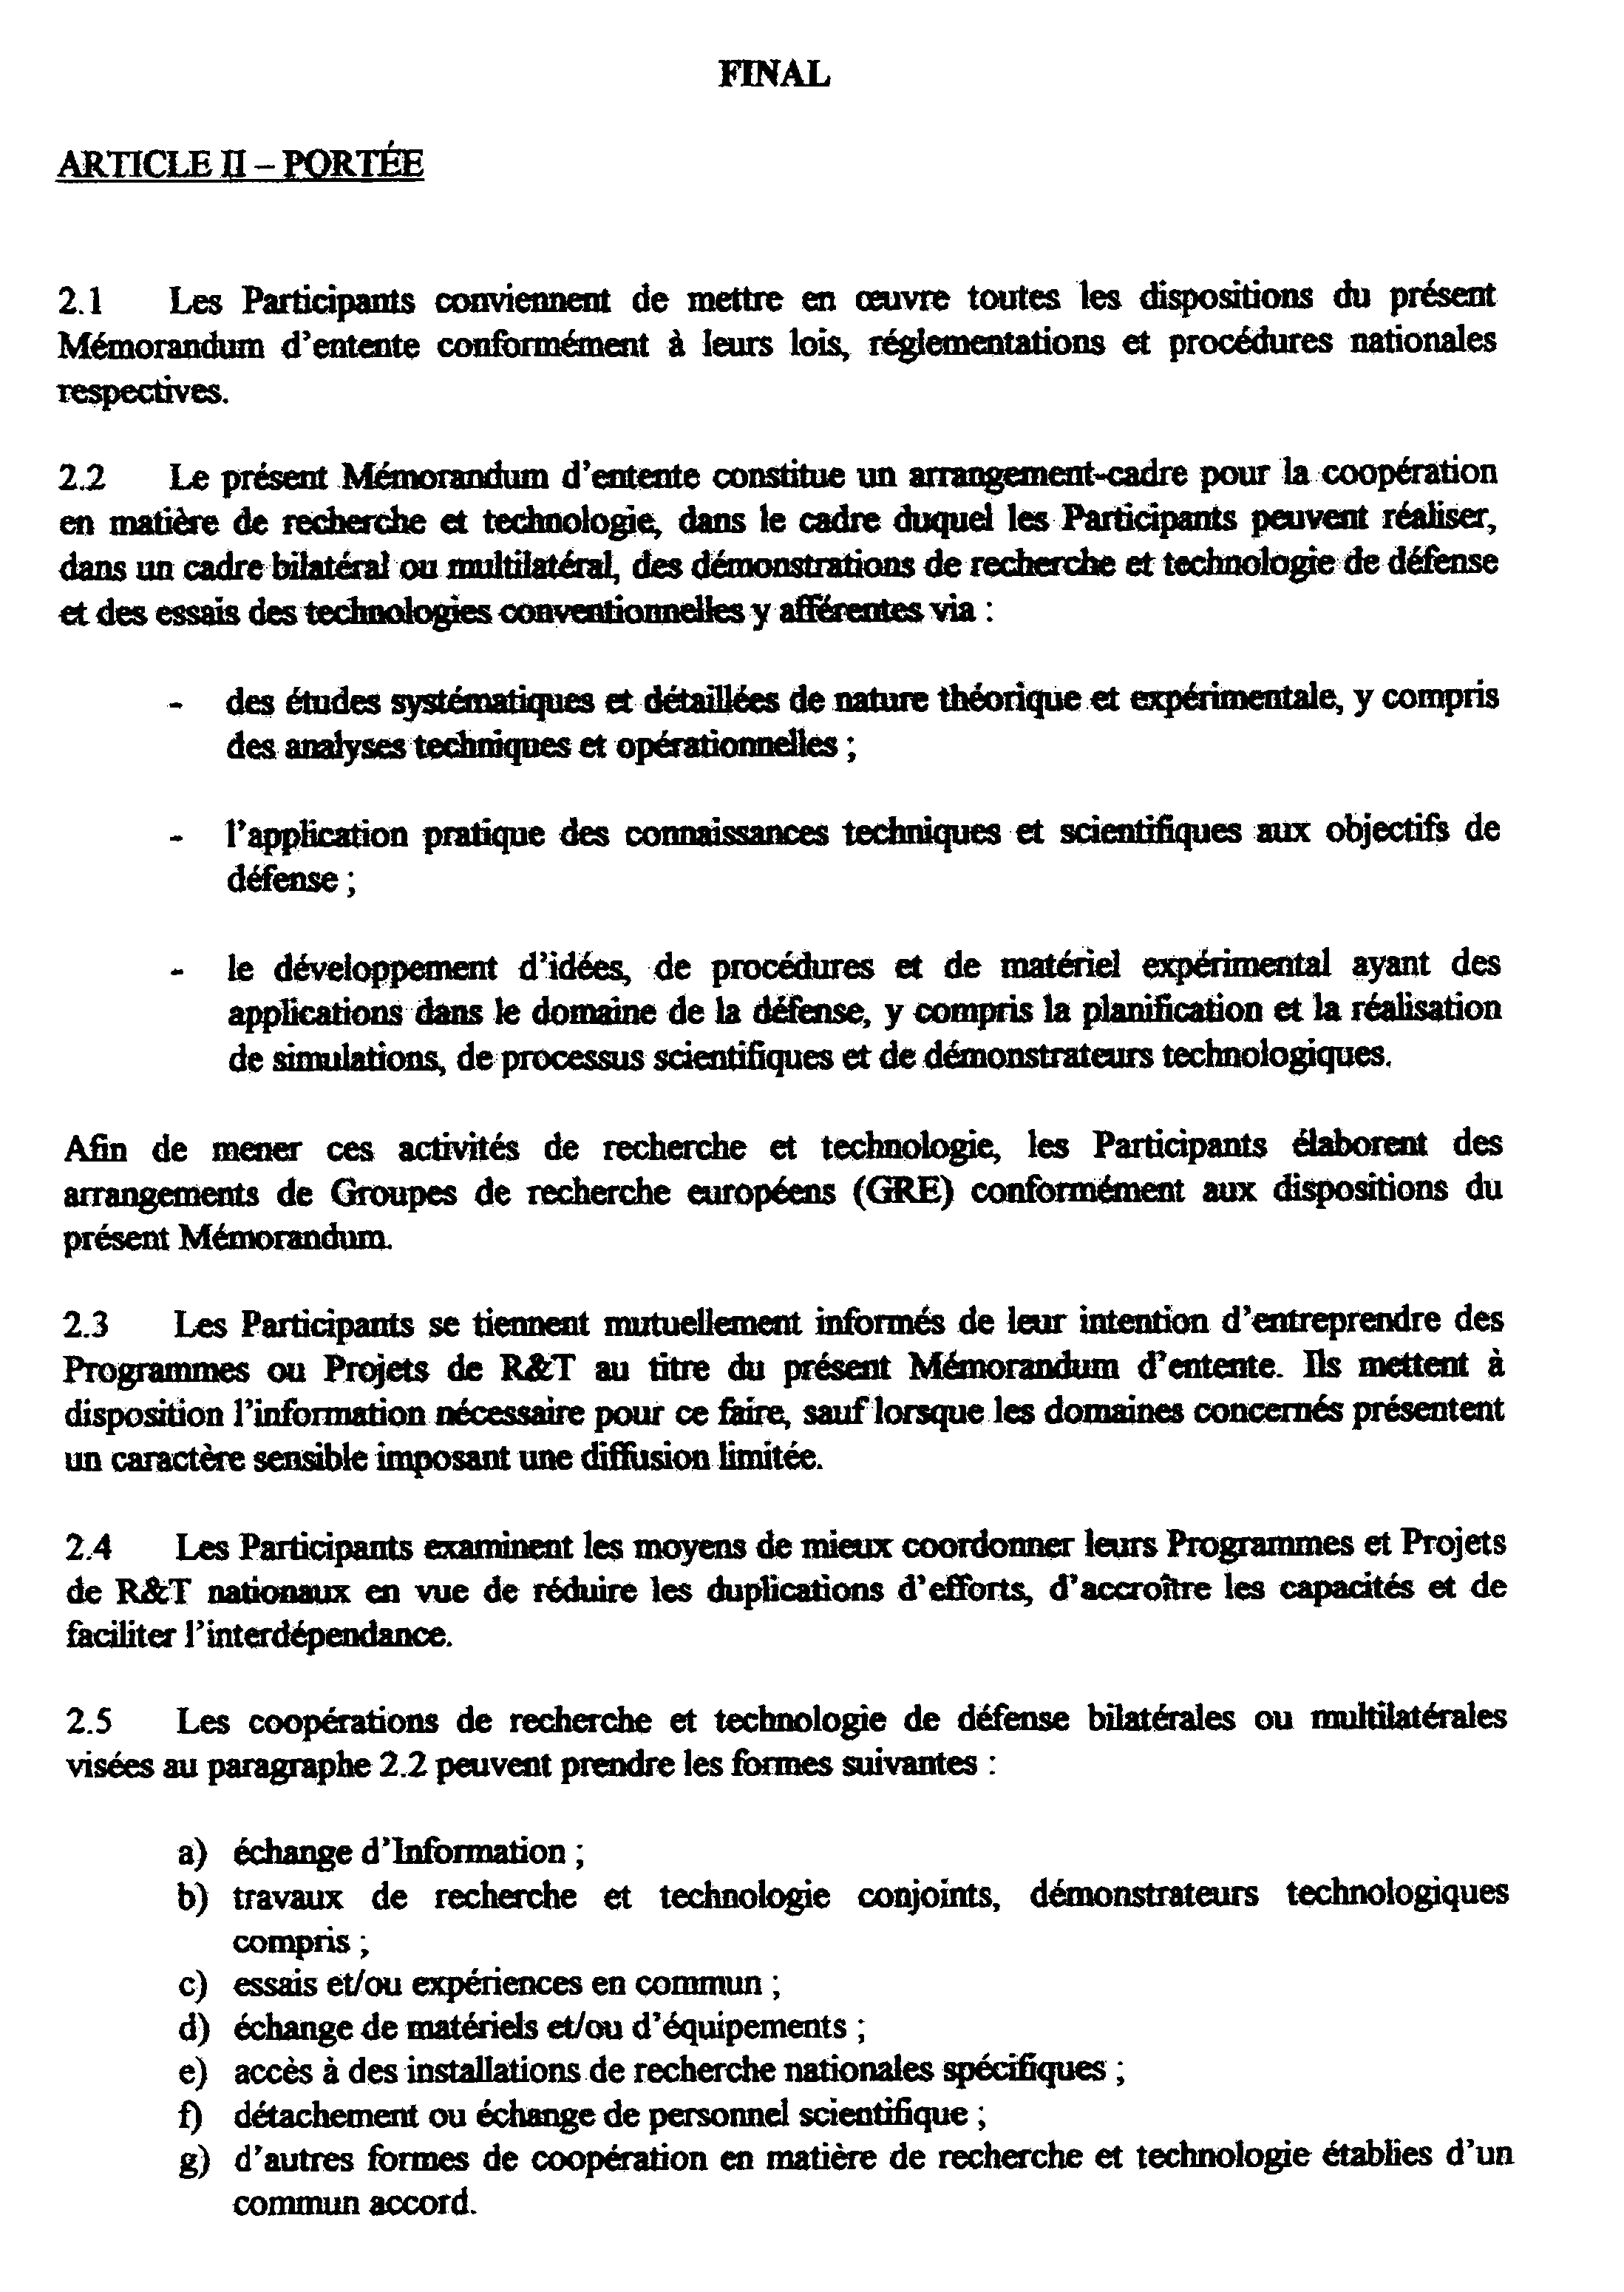 FINAL
ARTICLE II – PORTÉE
2.1 Les Participants conviennent de mettre en œuvre toutes les dispositions du présent
Mémorandum d'entente conformément à leurs lois, réglementations et procédures nationales
respectives.
2.2 Le présent Mémorandum d'entente constitue un arrangement-cadre pour la coopération
en matière de recherche et technologie, dans le cadre duquel les Participants peuvent réaliser,
dans un cadre bilatéral ou multilatéral, des démonstrations de recherche et technologie de défense
et des essais des technologies conventionnelles y afférentes via :
- des études systématiques et détaillées de nature théorique et expérimentale, y compris
des analyses techniques et opérationnelles ;
- l'application pratique des connaissances techniques et scientifiques aux objectifs de
défense ;
- le développement d'idées, de procédures et de matériel expérimental ayant des
applications dans le domaine de la défense, y compris la planification et la réalisation
de simulations, de processus scientifiques et de démonstrateurs technologiques.
Afin de mener ces activités de recherche et technologie, les Participants élaborent des
arrangements de Groupes de recherche européens (GRE) conformément aux dispositions du
présent Mémorandum.
2.3 Les Participants se tiennent mutuellement informés de leur intention d'entreprendre des
Programmes ou Projets de R&T au titre du présent Mémorandum d'entente. Ils mettent à
disposition l'information nécessaire pour ce faire, sauf lorsque les domaines concernés présentent
un caractère sensible imposant une diffusion limitée.
2.4 Les Participants examinent les moyens de mieux coordonner leurs Programmes et Projets
de R&T nationaux en vue de réduire les duplications d'efforts, d'accroître les capacités et de
faciliter l'interdépendance.
2.5 Les coopérations de recherche et technologie de défense bilatérales ou multilatérales
visées au paragraphe 2.2 peuvent prendre les formes suivantes :
a) échange d'Information ;
b) travaux de recherche et technologie conjoints, démonstrateurs technologiques
compris ;
c) essais et/ou expériences en commun ;
d) échange de matériels et/ou d'équipements ;
e) accès à des installations de recherche nationales spécifiques ;
f) détachement ou échange de personnel scientifique ;
g) d'autres formes de coopération en matière de recherche et technologie établies d'un
commun accord.